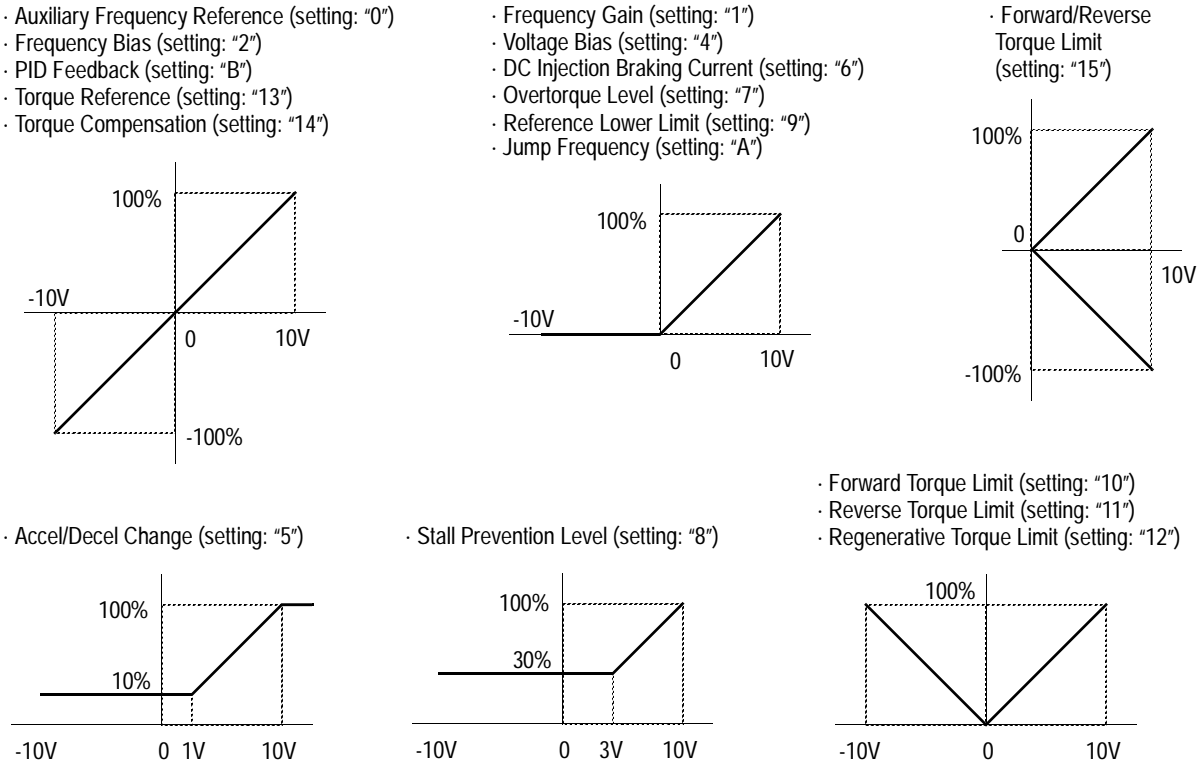 · Auxiliary Frequency Reference (setting: “0”)
· Frequency Bias (setting: “2”)
· PID Feedback (setting: “B”)
· Torque Reference (setting: “13”)
· Torque Compensation (setting: “14”)
100%
-10V
0
10V
-100%
· Frequency Gain (setting: “1”)
· Voltage Bias (setting: “4”)
· DC Injection Braking Current (setting: “6”)
· Overtorque Level (setting: “7”)
· Reference Lower Limit (setting: “9”)
· Jump Frequency (setting: “A”)
100%
-10V
0
10V
· Forward/Reverse
Torque Limit
(setting: “15”)
100%
0
10V
-100%
· Accel/Decel Change (setting: “5”)
100%
10%
-10V 0 1V 10V
· Stall Prevention Level (setting: “8”)
100%
30%
-10V 0 3V 10V
· Forward Torque Limit (setting: “10”)
· Reverse Torque Limit (setting: “11”)
· Regenerative Torque Limit (setting: “12”)
100%
-10V 0V 10V